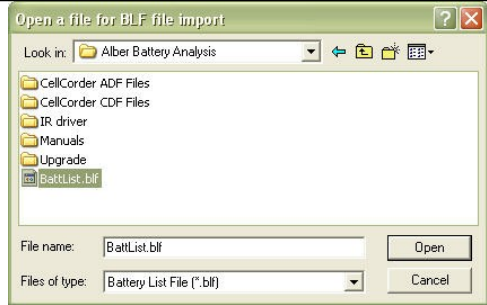 Open a file for BLF file import
Look in: Alber Battery Analysis
CellCorder ADF Files
CellCorder CDF Files
IR driver
Manuals
Upgrade
BattList.blf
File name: BattList.blf Open
Files of type: Battery List File (*.blf) Cancel